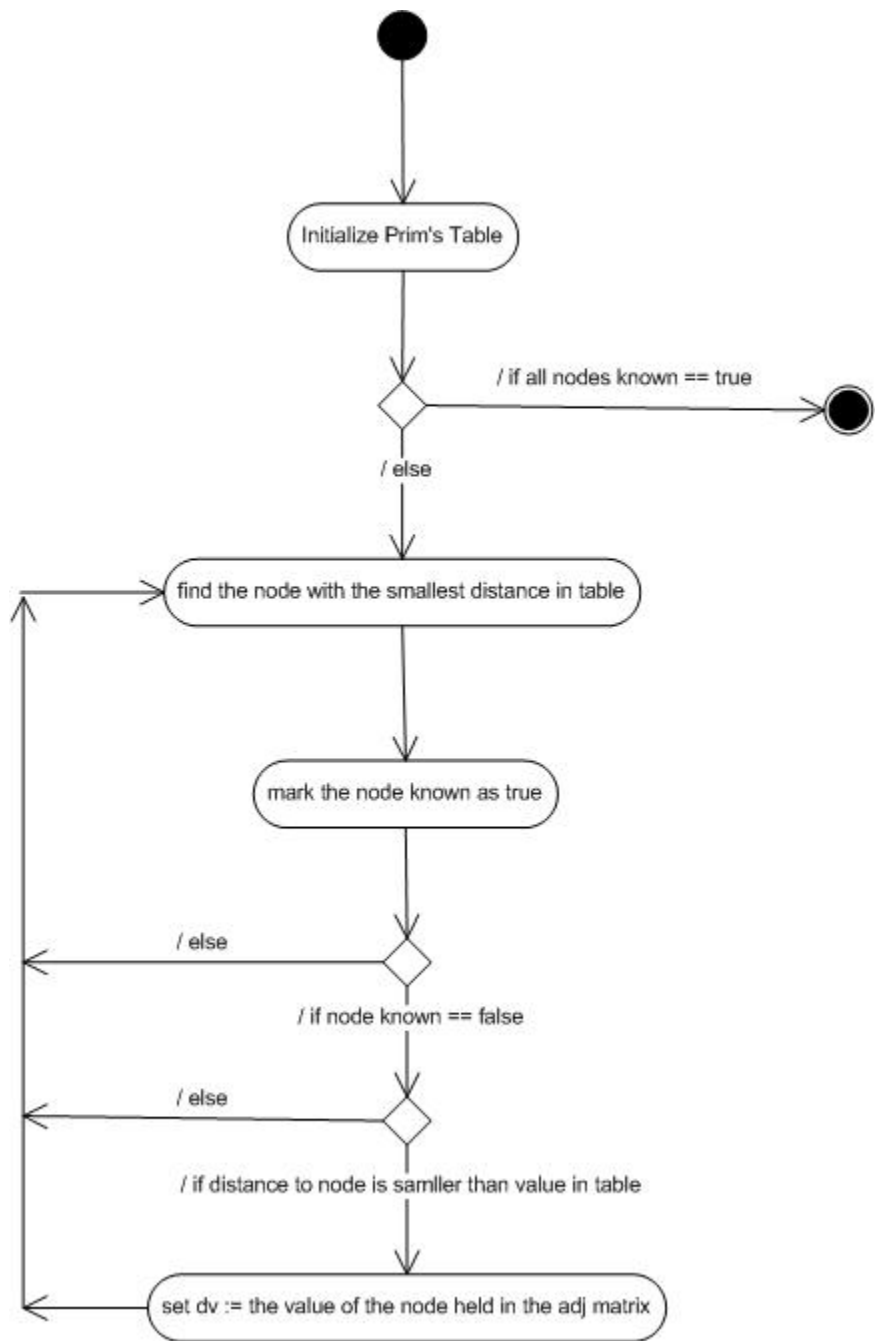 Initialize Prim's Table
/ if all nodes known == true
/ else
find the node with the smallest distance in table
mark the node known as true
/ else
/ if node known == false
/ else
/ if distance to node is samller than value in table
set dv := the value of the node held in the adj matrix